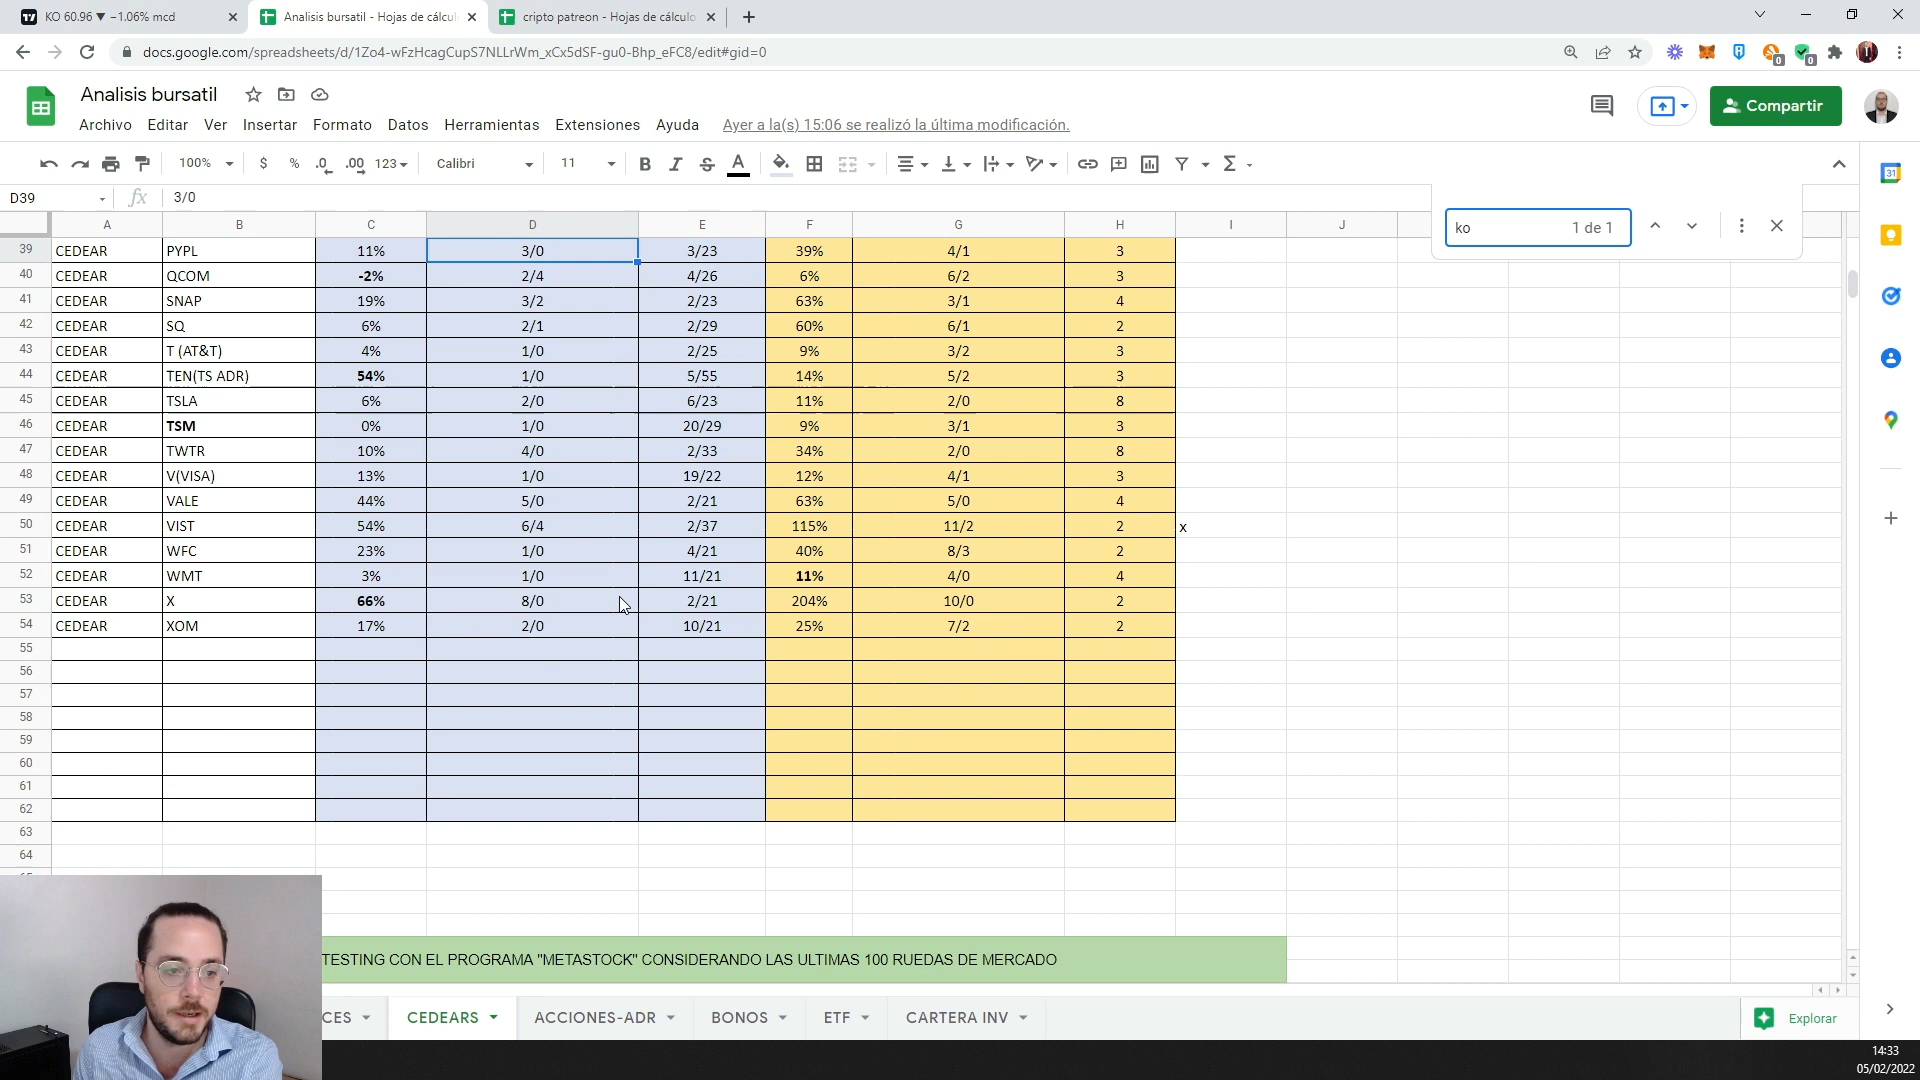 KO 60.96 ▼ −1.06% mcd
Analisis bursatil - Hojas de cálcul
cripto patreon - Hojas de cálculo
docs.google.com/spreadsheets/d/1Zo4-wFzHcagCupS7NLLrWm_xCx5dSF-gu0-Bhp_eFC8/edit#gid=0
0
0
Analisis bursatil
Archivo Editar Ver Insertar Formato Datos Herramientas Extensiones Ayuda Ayer a la(s) 15:06 se realizó la última modificación.
Compartir
100% $ % .0 .00 123 Calibri 11 B I S A Σ
31
D39 fx 3/0
ko 1 de 1
A B C D E F G H I J
39 CEDEAR PYPL 11% 3/0 3/23 39% 4/1 3
40 CEDEAR QCOM -2% 2/4 4/26 6% 6/2 3
41 CEDEAR SNAP 19% 3/2 2/23 63% 3/1 4
42 CEDEAR SQ 6% 2/1 2/29 60% 6/1 2
43 CEDEAR T (AT&T) 4% 1/0 2/25 9% 3/2 3
44 CEDEAR TEN(TS ADR) 54% 1/0 5/55 14% 5/2 3
45 CEDEAR TSLA 6% 2/0 6/23 11% 2/0 8
46 CEDEAR TSM 0% 1/0 20/29 9% 3/1 3
47 CEDEAR TWTR 10% 4/0 2/33 34% 2/0 8
48 CEDEAR V(VISA) 13% 1/0 19/22 12% 4/1 3
49 CEDEAR VALE 44% 5/0 2/21 63% 5/0 4
50 CEDEAR VIST 54% 6/4 2/37 115% 11/2 2 x
51 CEDEAR WFC 23% 1/0 4/21 40% 8/3 2
52 CEDEAR WMT 3% 1/0 11/21 11% 4/0 4
53 CEDEAR X 66% 8/0 2/21 204% 10/0 2
54 CEDEAR XOM 17% 2/0 10/21 25% 7/2 2
55
56
57
58
59
60
61
62
63
64
TESTING CON EL PROGRAMA "METASTOCK" CONSIDERANDO LAS ULTIMAS 100 RUEDAS DE MERCADO
CES CEDEARS ACCIONES-ADR BONOS ETF CARTERA INV
Explorar
14:33
05/02/2022